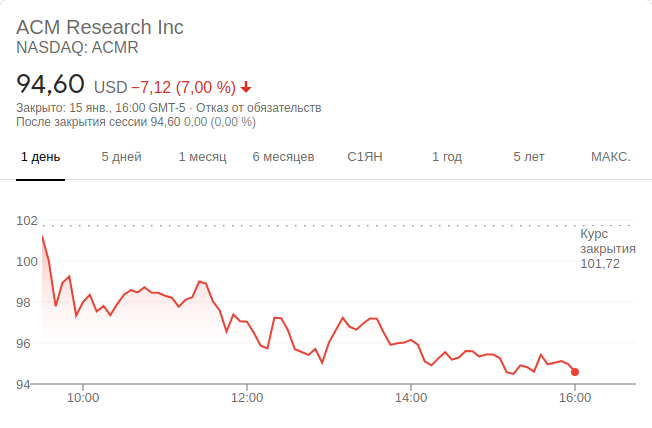 ACM Research Inc
NASDAQ: ACMR
94,60 USD −7,12 (7,00 %)
Закрыто: 15 янв., 16:00 GMT-5 · Отказ от обязательств
После закрытия сессии 94,60 0,00 (0,00 %)
1 день 5 дней 1 месяц 6 месяцев С1ЯН 1 год 5 лет МАКС.
102
Курс
закрытия
101,72
100
98
96
94
10:00 12:00 14:00 16:00